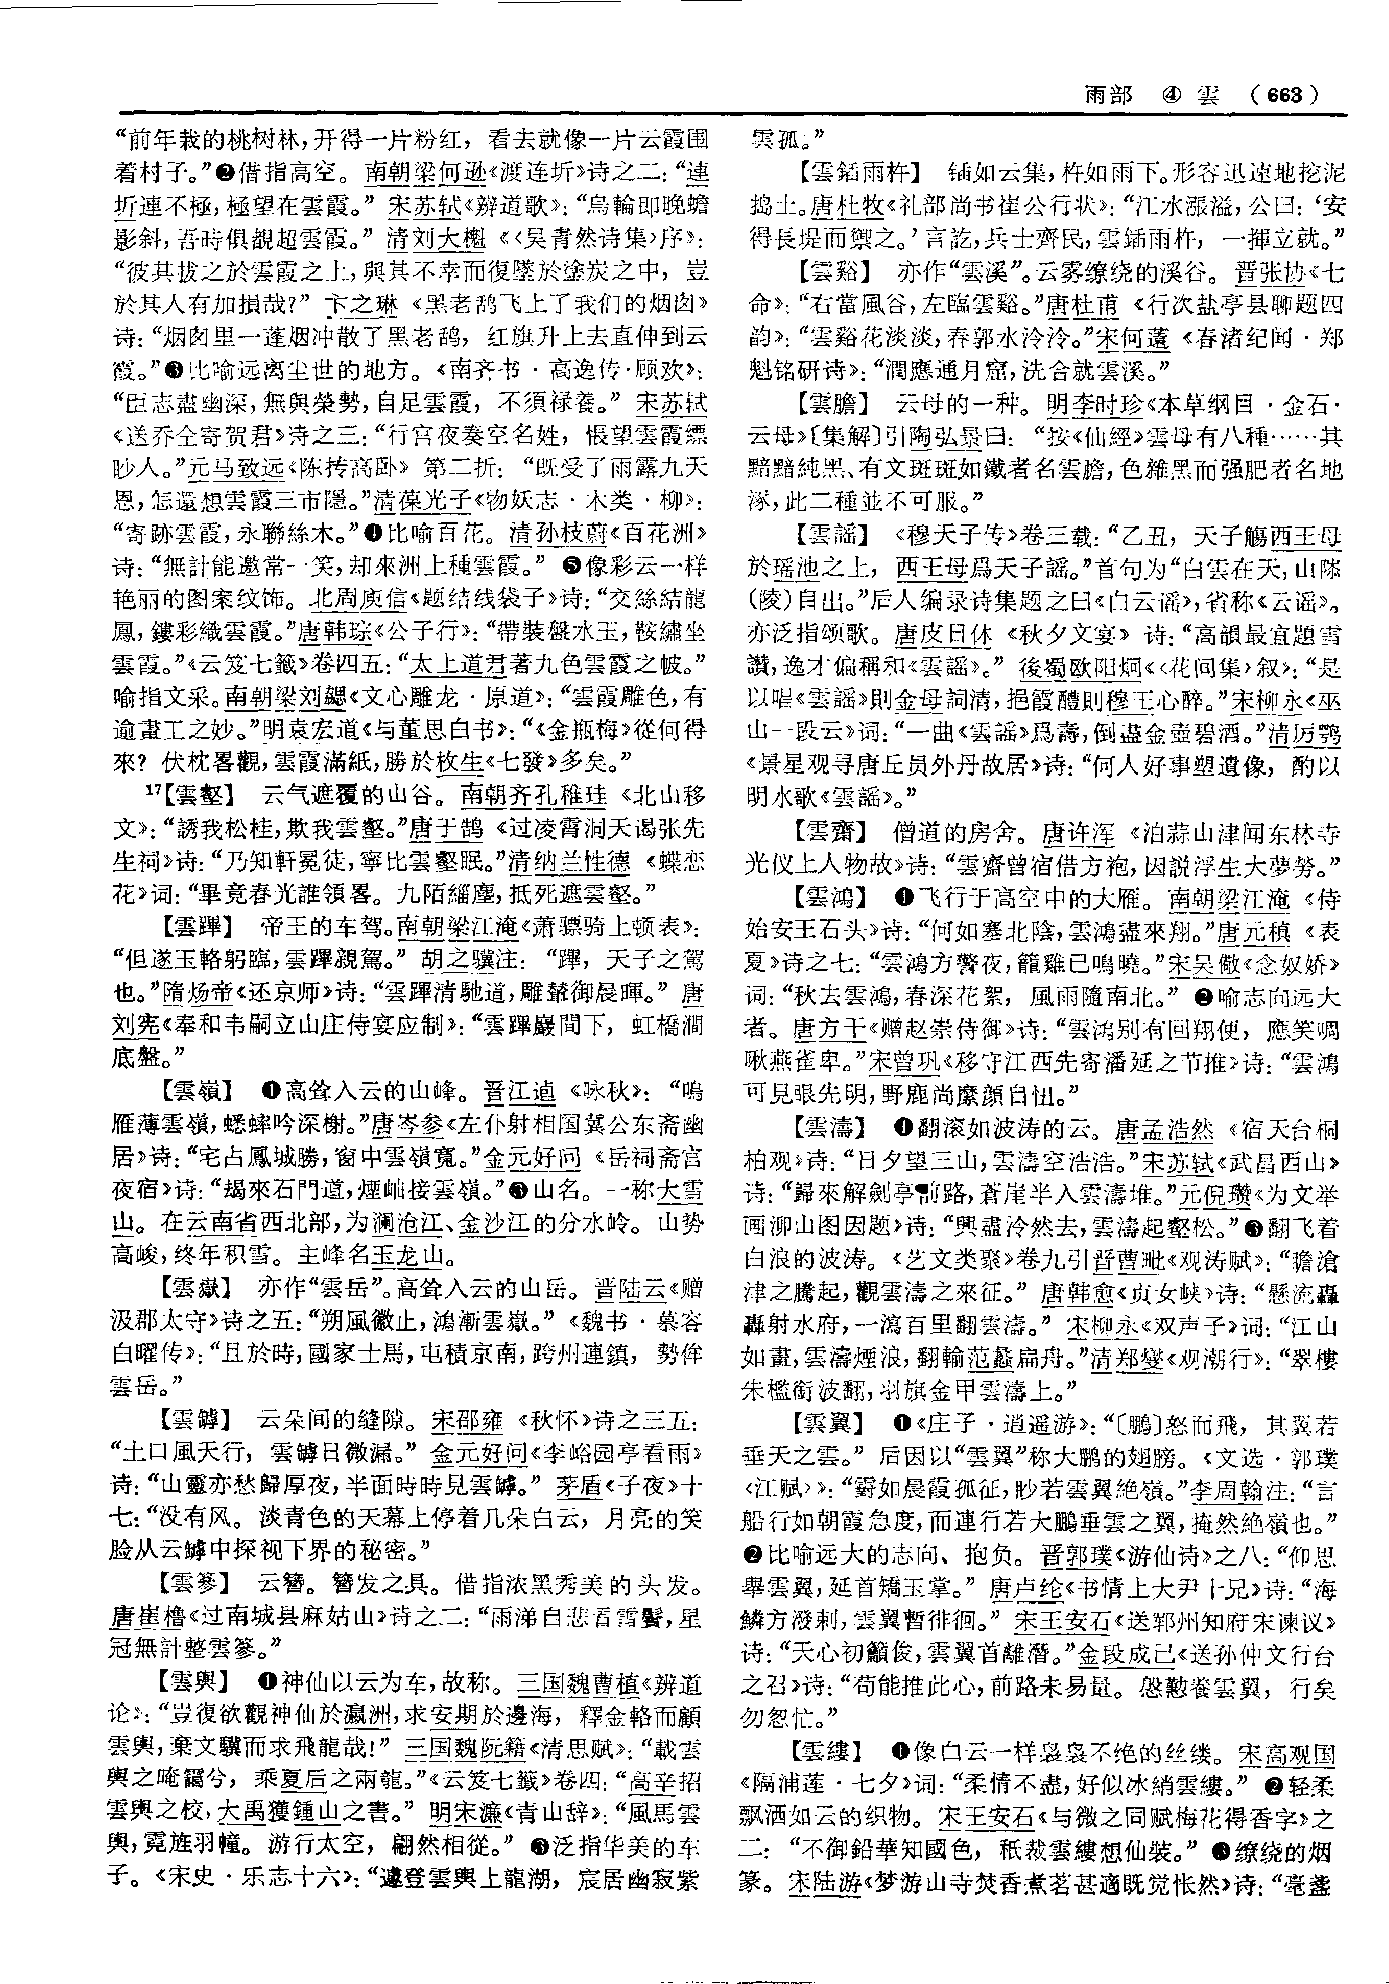 雨部 ④ 雲 （663）
“前年我的桃树林，开得一片粉红，看去就像一片云霞围
着村子。”❷借指高空。南朝梁何逊《渡连圻》诗之二：“連
圻連不極，極望在雲霞。”宋苏轼《辨道歌》：“烏輪即晚蟾
影斜，吾時俱覩超雲霞。”清刘大櫆《〈吴青然诗集〉序》：
“彼其拔之於雲霞之上，與其不幸而復墜於塗炭之中，豈
於其人有加損哉？”卞之琳《黑老鸹飞上了我们的烟囱》
诗：“烟囱里一蓬烟冲散了黑老鸹，红旗升上去直伸到云
霞。”❸比喻远离尘世的地方。《南齐书·高逸传·顾欢》：
“臣志盡幽深，無與榮勢，自足雲霞，不須禄養。”宋苏轼
《送乔仝寄贺君》诗之三：“行宫夜奏空名姓，悵望雲霞縹
眇人。”元马致远《陈抟高卧》第二折：“既受了雨露九天
恩，怎還想雲霞三市隱。”清葆光子《物妖志·木类·柳》：
“寄跡雲霞，永聯絲木。”❹比喻百花。清孙枝蔚《百花洲》
诗：“無計能邀常一笑，却來洲上種雲霞。”❺像彩云一样
艳丽的图案纹饰。北周庾信《题结线袋子》诗：“交絲結龍
鳳，鏤彩織雲霞。”唐韩琮《公子行》：“帶裝盤水玉，鞍繡坐
雲霞。”《云笈七籤》卷四五：“太上道君著九色雲霞之帔。”
喻指文采。南朝梁刘勰《文心雕龙·原道》：“雲霞雕色，有
逾畫工之妙。”明袁宏道《与董思白书》：“《金瓶梅》從何得
來？伏枕畧觀，雲霞滿紙，勝於枚生《七發》多矣。”
17【雲壑】 云气遮覆的山谷。南朝齐孔稚珪《北山移
文》：“誘我松桂，欺我雲壑。”唐于鹄《过凌霄洞天谒张先
生祠》诗：“乃知軒冕徒，寧比雲壑眠。”清纳兰性德《蝶恋
花》词：“畢竟春光誰領畧。九陌緇塵，抵死遮雲壑。”
【雲蹕】 帝王的车驾。南朝梁江淹《萧骠骑上顿表》：
“但遂玉輅躬臨，雲蹕親駕。”胡之骥注：“蹕，天子之駕
也。”隋炀帝《还京师》诗：“雲蹕清馳道，雕輦御晨暉。”唐
刘宪《奉和韦嗣立山庄侍宴应制》：“雲蹕巖間下，虹橋澗
底盤。”
【雲嶺】 ❶高耸入云的山峰。晋江逌《咏秋》：“鳴
雁薄雲嶺，蟋蟀吟深榭。”唐岑参《左仆射相国冀公东斋幽
居》诗：“宅占鳳城勝，窗中雲嶺寬。”金元好问《岳祠斋宫
夜宿》诗：“朅來石門道，煙岫接雲嶺。”❷山名。一称大雪
山。在云南省西北部，为澜沧江、金沙江的分水岭。山势
高峻，终年积雪。主峰名玉龙山。
【雲嶽】 亦作“雲岳”。高耸入云的山岳。晋陆云《赠
汲郡太守》诗之五：“朔風徽止，鴻漸雲嶽。”《魏书·慕容
白曜传》：“且於時，國家士馬，屯積京南，跨州連鎮，勢侔
雲岳。”
【雲罅】 云朵间的缝隙。宋邵雍《秋怀》诗之三五：
“土口風天行，雲罅日微漏。”金元好问《李峪园亭看雨》
诗：“山靈亦愁歸厚夜，半面時時見雲罅。”茅盾《子夜》十
七：“没有风。淡青色的天幕上停着几朵白云，月亮的笑
脸从云罅中探视下界的秘密。”
【雲篸】 云簪。簪发之具。借指浓黑秀美的头发。
唐崔橹《过南城县麻姑山》诗之二：“雨涕自悲看雪鬢，星
冠無計整雲篸。”
【雲輿】 ❶神仙以云为车，故称。三国魏曹植《辨道
论》：“豈復欲觀神仙於瀛洲，求安期於邊海，釋金輅而顧
雲輿，棄文驥而求飛龍哉！”三国魏阮籍《清思赋》：“載雲
輿之晻靄兮，乘夏后之兩龍。”《云笈七籤》卷四：“高辛招
雲輿之校，大禹獲鍾山之書。”明宋濂《青山辞》：“風馬雲
輿，霓旌羽幢。游行太空，翩然相從。”❷泛指华美的车
子。《宋史·乐志十六》：“遽登雲輿上龍湖，宸居幽寂紫
雲孤。”
【雲鍤雨杵】 锸如云集，杵如雨下。形容迅速地挖泥
捣土。唐杜牧《礼部尚书崔公行状》：“江水漲溢，公曰：‘安
得長堤而禦之。’言訖，兵士齊民，雲鍤雨杵，一揮立就。”
【雲谿】 亦作“雲溪”。云雾缭绕的溪谷。晋张协《七
命》：“右當風谷，左臨雲谿。”唐杜甫《行次盐亭县聊题四
韵》：“雲谿花淡淡，春郭水泠泠。”宋何薳《春渚纪闻·郑
魁铭研诗》：“潤應通月窟，洗合就雲溪。”
【雲膽】 云母的一种。明李时珍《本草纲目·金石·
云母》〔集解〕引陶弘景曰：“按《仙經》雲母有八種……其
黯黯純黑、有文斑斑如鐵者名雲膽，色雜黑而强肥者名地
涿，此二種並不可服。”
【雲謡】 《穆天子传》卷三载：“乙丑，天子觴西王母
於瑶池之上，西王母爲天子謡。”首句为“白雲在天，山𨸝
(陵)自出。”后人编录诗集题之曰《白云谣》，省称《云谣》。
亦泛指颂歌。唐皮日休《秋夕文宴》诗：“高韻最宜題雪
讚，逸才偏稱和《雲謡》。”後蜀欧阳炯《〈花间集〉叙》：“是
以唱《雲謡》則金母詞清，挹霞醴則穆王心醉。”宋柳永《巫
山一段云》词：“一曲《雲謡》爲壽，倒盡金壺碧酒。”清厉鹗
《景星观寻唐丘员外丹故居》诗：“何人好事塑遺像，酌以
明水歌《雲謡》。”
【雲齋】 僧道的房舍。唐许浑《泊蒜山津闻东林寺
光仪上人物故》诗：“雲齋曾宿借方袍，因説浮生大夢勞。”
【雲鴻】 ❶飞行于高空中的大雁。南朝梁江淹《侍
始安王石头》诗：“何如塞北陰，雲鴻盡來翔。”唐元稹《表
夏》诗之七：“雲鴻方警夜，籠雞已鳴曉。”宋吴儆《念奴娇》
词：“秋去雲鴻，春深花絮，風雨隨南北。”❷喻志向远大
者。唐方干《赠赵崇侍御》诗：“雲鴻别有回翔便，應笑啁
啾燕雀卑。”宋曾巩《移守江西先寄潘延之节推》诗：“雲鴻
可見眼先明，野鹿尚縻顔自忸。”
【雲濤】 ❶翻滚如波涛的云。唐孟浩然《宿天台桐
柏观》诗：“日夕望三山，雲濤空浩浩。”宋苏轼《武昌西山》
诗：“歸來解劍亭前路，蒼崖半入雲濤堆。”元倪瓒《为文举
画浉山图因题》诗：“興盡泠然去，雲濤起壑松。”❷翻飞着
白浪的波涛。《艺文类聚》卷九引晋曹毗《观涛赋》：“瞻滄
津之騰起，觀雲濤之來征。”唐韩愈《贞女峡》诗：“懸流轟
轟射水府，一瀉百里翻雲濤。”宋柳永《双声子》词：“江山
如畫，雲濤煙浪，翻輸范蠡扁舟。”清郑燮《观潮行》：“翠樓
朱檻銜波翻，羽旗金甲雲濤上。”
【雲翼】 ❶《庄子·逍遥游》：“〔鵬〕怒而飛，其翼若
垂天之雲。”后因以“雲翼”称大鹏的翅膀。《文选·郭璞
〈江赋〉》：“霨如晨霞孤征，眇若雲翼絶嶺。”李周翰注：“言
船行如朝霞急度，而連行若大鵬垂雲之翼，掩然絶嶺也。”
❷比喻远大的志向、抱负。晋郭璞《游仙诗》之八：“仰思
舉雲翼，延首矯玉掌。”唐卢纶《书情上大尹十兄》诗：“海
鱗方潑剌，雲翼暫徘徊。”宋王安石《送郓州知府宋谏议》
诗：“天心初籲俊，雲翼首離潛。”金段成己《送孙仲文行台
之召》诗：“苟能推此心，前路未易量。慇懃養雲翼，行矣
勿忽忙。”
【雲縷】 ❶像白云一样袅袅不绝的丝缕。宋高观国
《隔浦莲·七夕》词：“柔情不盡，好似冰綃雲縷。”❷轻柔
飘洒如云的织物。宋王安石《与微之同赋梅花得香字》之
二：“不御鉛華知國色，秖裁雲縷想仙裝。”❸缭绕的烟
篆。宋陆游《梦游山寺焚香煮茗甚適既觉怅然》诗：“毫盞